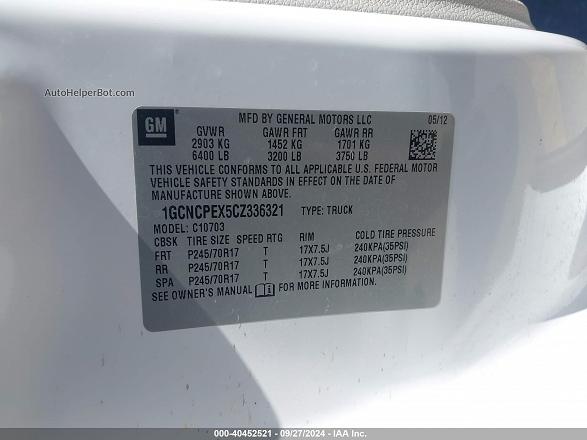 AutoHelperBot.com
GM
MFD BY GENERAL MOTORS LLC 05/12
GVWR GAWR FRT GAWR RR
2903 KG 1452 KG 1701 KG
6400 LB 3200 LB 3750 LB
THIS VEHICLE CONFORMS TO ALL APPLICABLE U.S. FEDERAL MOTOR
VEHICLE SAFETY STANDARDS IN EFFECT ON THE DATE OF
MANUFACTURE SHOWN ABOVE.
1GCNCPEX5CZ336321 TYPE: TRUCK
MODEL: C10703
CBSK TIRE SIZE SPEED RTG RIM COLD TIRE PRESSURE
FRT P245/70R17 T 17X7.5J 240KPA(35PSI)
RR P245/70R17 T 17X7.5J 240KPA(35PSI)
SPA P245/70R17 T 17X7.5J 240KPA(35PSI)
SEE OWNER'S MANUAL FOR MORE INFORMATION.
000-40452521 - 09/27/2024 - IAA Inc.